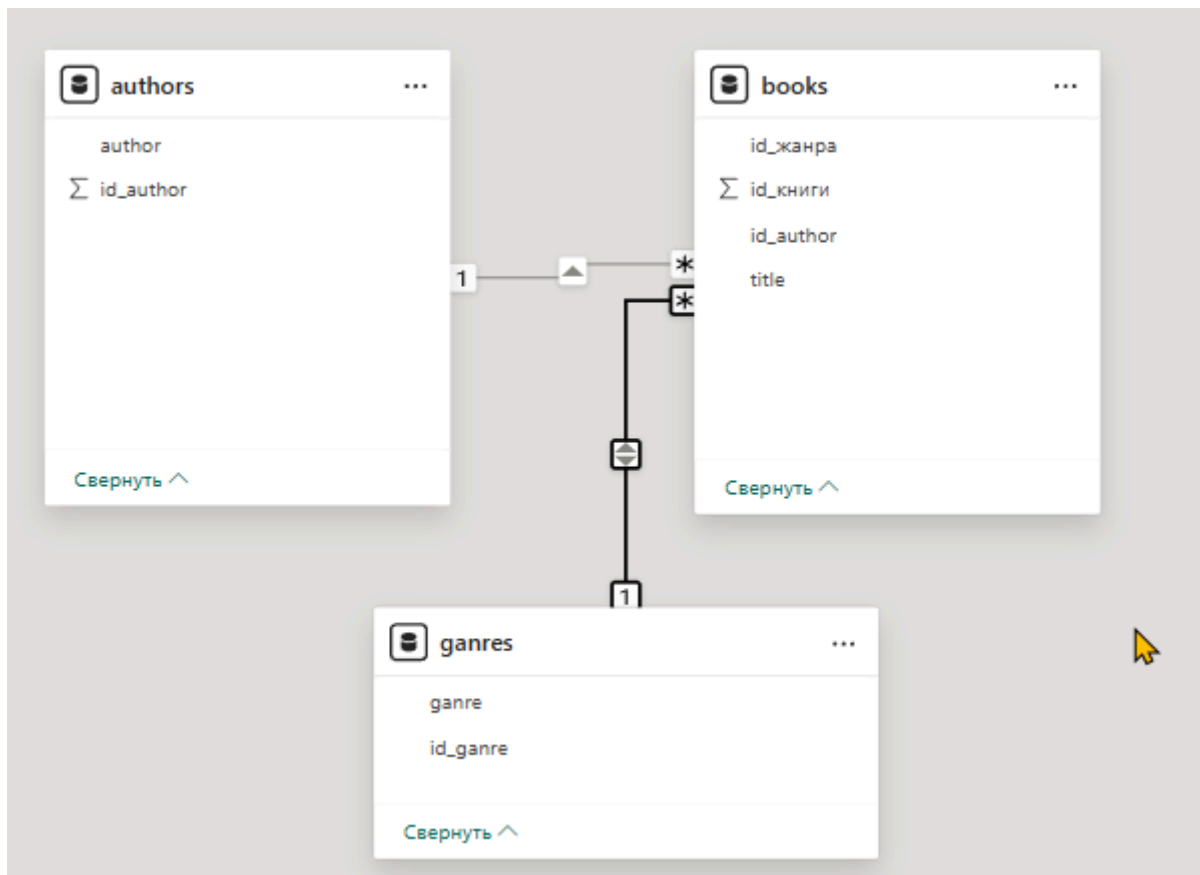 authors
...
author
Σ id_author
Свернуть
books
...
id_жанра
Σ id_книги
id_author
title
Свернуть
1
*
*
1
ganres
...
ganre
id_ganre
Свернуть